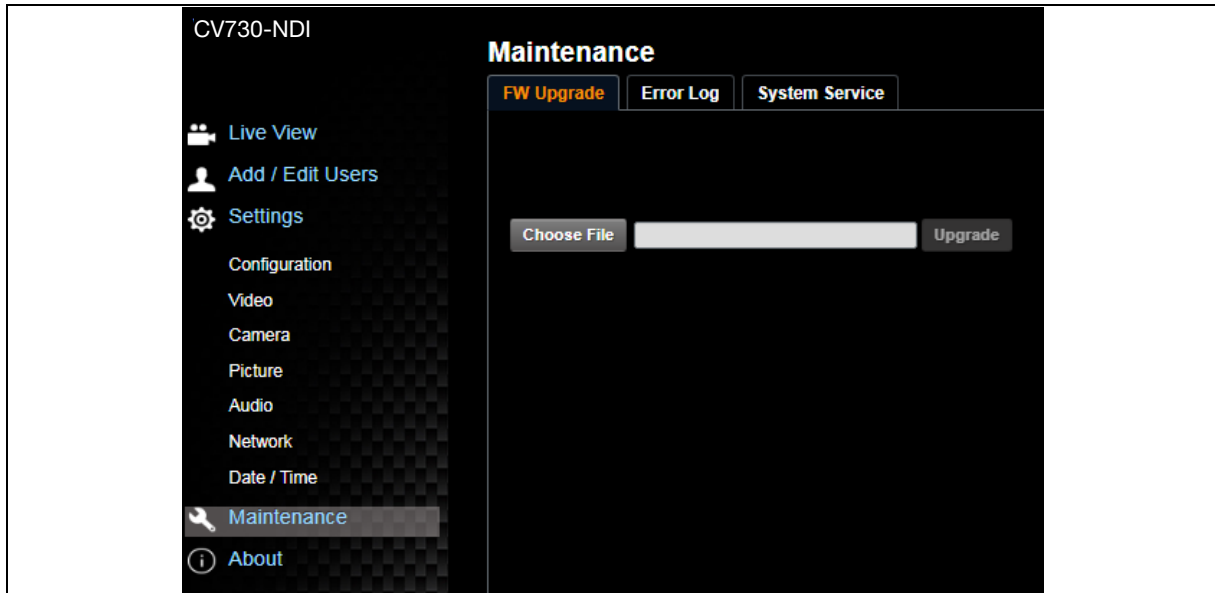 CV730-NDI
Maintenance
FW Upgrade
Error Log
System Service
Live View
Add / Edit Users
Settings
Configuration
Video
Camera
Picture
Audio
Network
Date / Time
Maintenance
About
Choose File
Upgrade